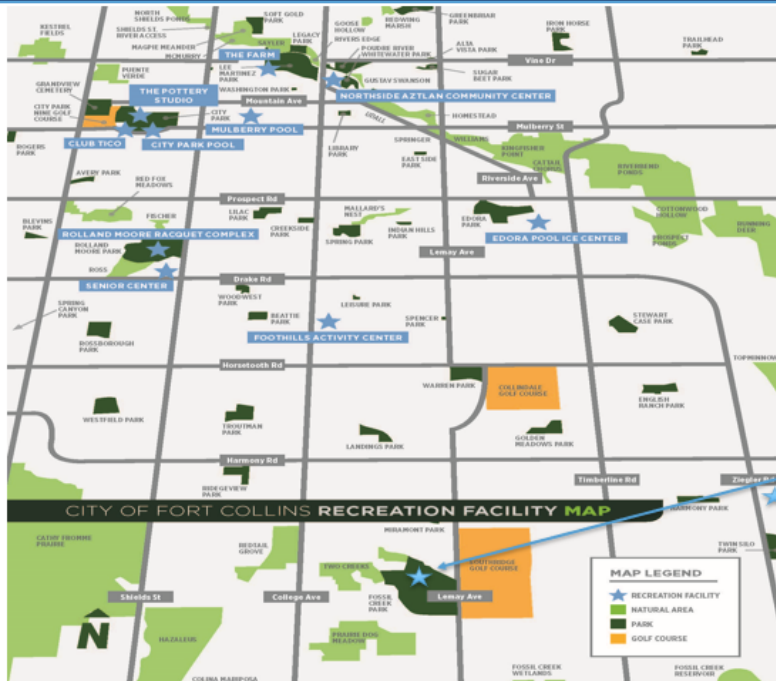 NORTH
SHIELDS PONDS
SOFT GOLD
PARK
GOOSE
HOLLOW
REDWING
MARSH
GREENBRIAR
PARK
IRON HORSE
PARK
TRAILHEAD
PARK
KESTREL
FIELDS
SHIELDS ST.
RIVER ACCESS
MAGPIE MEANDER
MCMURRY
SALYER
LEGACY
PARK
RIVERS EDGE
POUDRE RIVER
WHITEWATER PARK
ALTA
VISTA PARK
Vine Dr
THE FARM
LEE
MARTINEZ
PARK
PUENTE
VERDE
GUSTAV SWANSON
SUGAR
BEET PARK
GRANDVIEW
CEMETERY
THE POTTERY
STUDIO
WASHINGTON PARK
Mountain Ave
NORTHSIDE AZTLAN COMMUNITY CENTER
CITY PARK
NINE GOLF
COURSE
CITY
PARK
MULBERRY POOL
UDALL
HOMESTEAD
Mulberry St
CLUB TICO
CITY PARK POOL
ROGERS
PARK
LIBRARY
PARK
SPRINGER
WILLIAMS
KINGFISHER
POINT
CATTAIL
CHORUS
EAST SIDE
PARK
RIVERBEND
PONDS
AVERY PARK
RED FOX
MEADOWS
Riverside Ave
Prospect Rd
BLEVINS
PARK
FISCHER
LILAC
PARK
CREEKSIDE
PARK
MALLARD'S
NEST
SPRING PARK
INDIAN HILLS
PARK
EDORA
PARK
COTTONWOOD
HOLLOW
PROSPECT
PONDS
RUNNING
DEER
ROLLAND MOORE RACQUET COMPLEX
EDORA POOL ICE CENTER
ROLLAND
MOORE PARK
Lemay Ave
ROSS
SENIOR CENTER
Drake Rd
SPRING
CANYON
PARK
WOODWEST
PARK
BEATTIE
PARK
LEISURE PARK
SPENCER
PARK
STEWART
CASE PARK
ROSSBOROUGH
PARK
FOOTHILLS ACTIVITY CENTER
Horsetooth Rd
TOPMINNOW
WARREN PARK
COLLINDALE
GOLF COURSE
ENGLISH
RANCH PARK
WESTFIELD PARK
TROUTMAN
PARK
LANDINGS PARK
GOLDEN
MEADOWS PARK
Harmony Rd
RIDGEVIEW
PARK
Timberline Rd
Ziegler Rd
CITY OF FORT COLLINS RECREATION FACILITY MAP
HARMONY PARK
MIRAMONT PARK
CATHY FROMME
PRAIRIE
REDTAIL
GROVE
TWO CREEKS
SOUTHRIDGE
GOLF COURSE
TWIN SILO
PARK
Shields St
College Ave
FOSSIL
CREEK
PARK
Lemay Ave
MAP LEGEND
RECREATION FACILITY
NATURAL AREA
PARK
GOLF COURSE
N
HAZALEUS
PRAIRIE DOG
MEADOW
COLINA MARIPOSA
FOSSIL CREEK
WETLANDS
FOSSIL CREEK
RESERVOIR